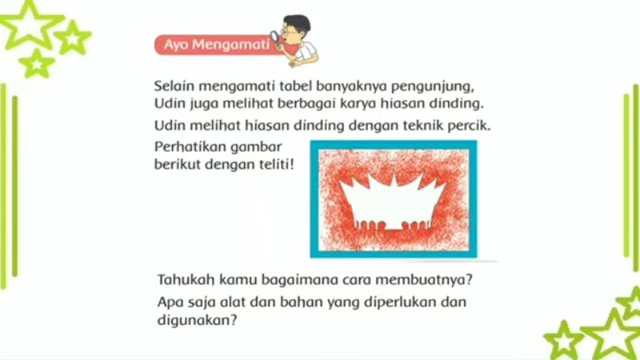 Ayo Mengamati
Selain mengamati tabel banyaknya pengunjung,
Udin juga melihat berbagai karya hiasan dinding.
Udin melihat hiasan dinding dengan teknik percik.
Perhatikan gambar
berikut dengan teliti!
Tahukah kamu bagaimana cara membuatnya?
Apa saja alat dan bahan yang diperlukan dan
digunakan?